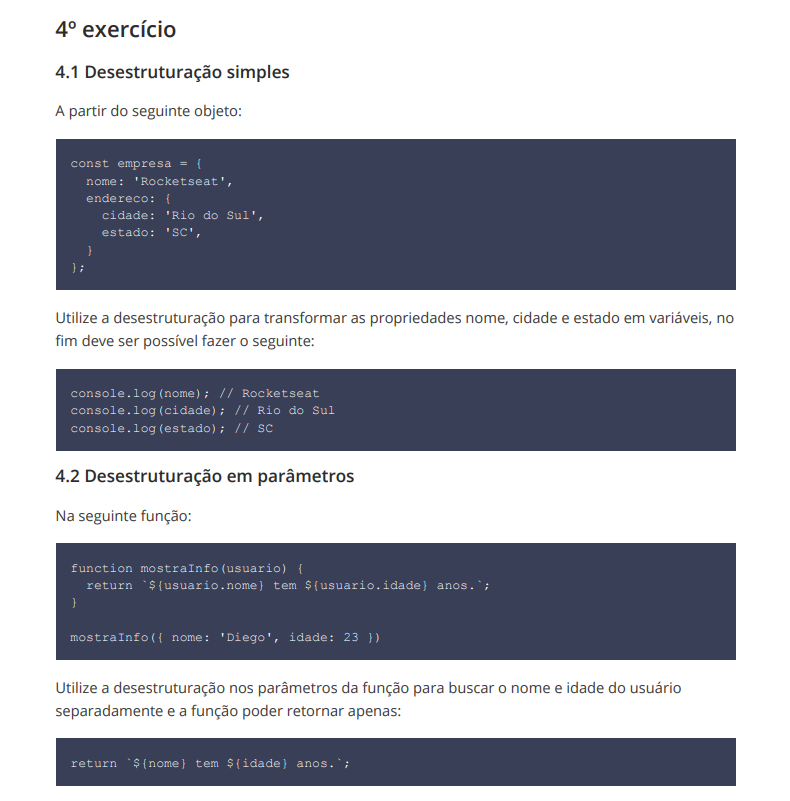 4º exercício
4.1 Desestruturação simples
A partir do seguinte objeto:
const empresa = {
  nome: 'Rocketseat',
  endereco: {
    cidade: 'Rio do Sul',
    estado: 'SC',
  }
};
Utilize a desestruturação para transformar as propriedades nome, cidade e estado em variáveis, no
fim deve ser possível fazer o seguinte:
console.log(nome); // Rocketseat
console.log(cidade); // Rio do Sul
console.log(estado); // SC
4.2 Desestruturação em parâmetros
Na seguinte função:
function mostraInfo(usuario) {
  return `${usuario.nome} tem ${usuario.idade} anos.`;
}
mostraInfo({ nome: 'Diego', idade: 23 })
Utilize a desestruturação nos parâmetros da função para buscar o nome e idade do usuário
separadamente e a função poder retornar apenas:
return `${nome} tem ${idade} anos.`;